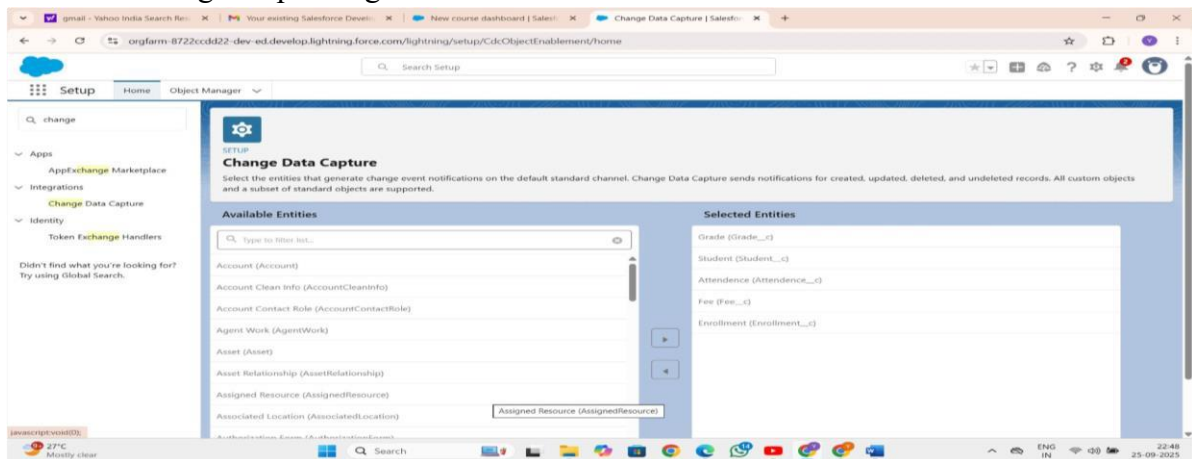 gmail - Yahoo India Search Res
Your existing Salesforce Develo
New course dashboard | Salesf
Change Data Capture | Salesfor
orgfarm-8722ccdd22-dev-ed.develop.lightning.force.com/lightning/setup/CdcObjectEnablement/home
Search Setup
Setup
Home
Object Manager
change
Apps
AppExchange Marketplace
Integrations
Change Data Capture
Identity
Token Exchange Handlers
Didn't find what you're looking for?
Try using Global Search.
SETUP
Change Data Capture
Select the entities that generate change event notifications on the default standard channel. Change Data Capture sends notifications for created, updated, deleted, and undeleted records. All custom objects
and a subset of standard objects are supported.
Available Entities
Type to filter list...
Account (Account)
Account Clean Info (AccountCleanInfo)
Account Contact Role (AccountContactRole)
Agent Work (AgentWork)
Asset (Asset)
Asset Relationship (AssetRelationship)
Assigned Resource (AssignedResource)
Associated Location (AssociatedLocation)
Assigned Resource (AssignedResource)
Authorization Form (AuthorizationForm)
Selected Entities
Grade (Grade__c)
Student (Student__c)
Attendence (Attendence__c)
Fee (Fee__c)
Enrollment (Enrollment__c)
javascript:void(0);
27°C
Mostly clear
Search
ENG
IN
22:48
25-09-2025